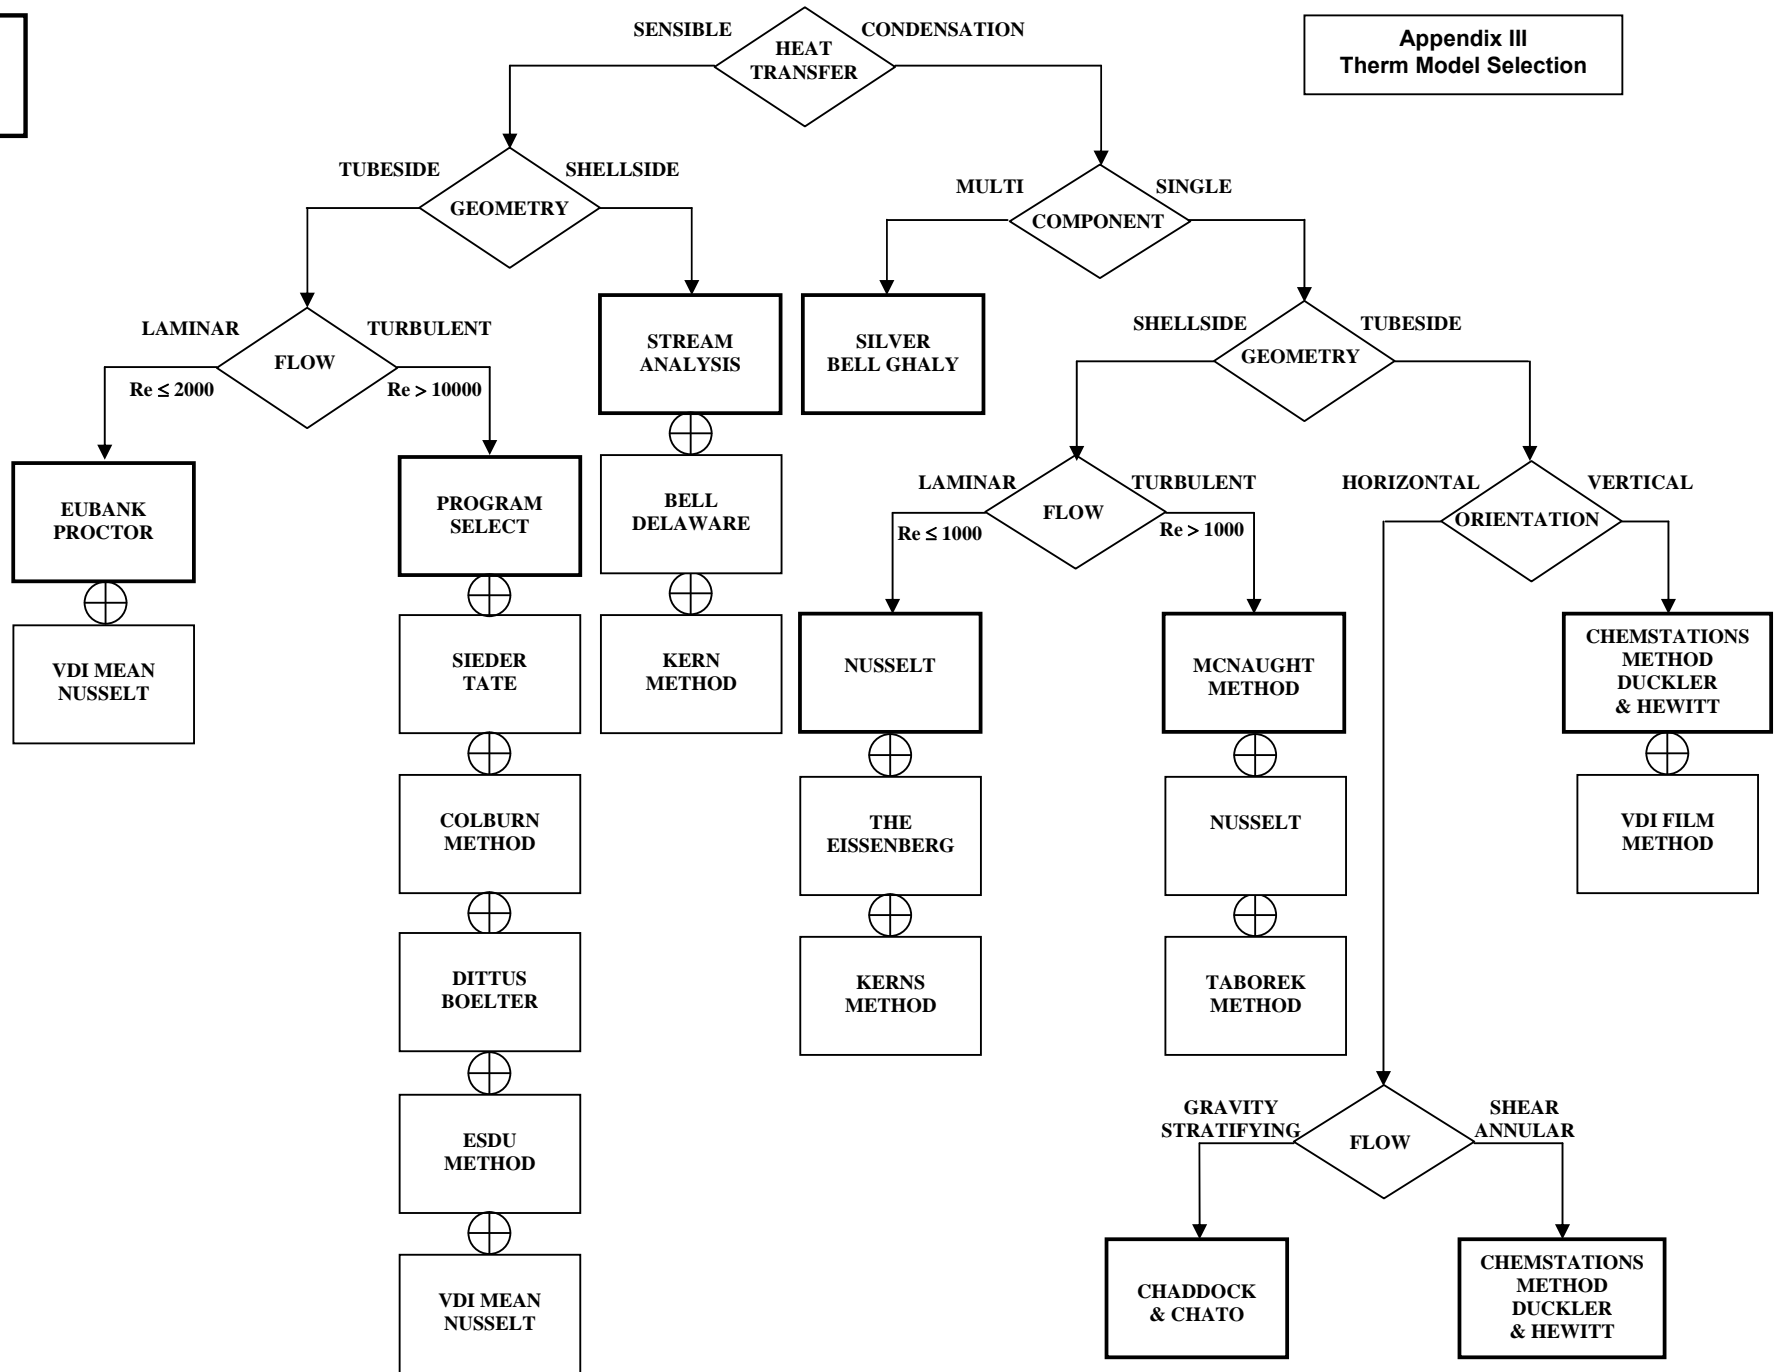 Appendix III
Therm Model Selection
SENSIBLE
CONDENSATION
HEAT
TRANSFER
TUBESIDE
SHELLSIDE
GEOMETRY
MULTI
SINGLE
COMPONENT
LAMINAR
TURBULENT
FLOW
Re ≤ 2000
Re > 10000
STREAM
ANALYSIS
SILVER
BELL GHALY
SHELLSIDE
TUBESIDE
GEOMETRY
EUBANK
PROCTOR
PROGRAM
SELECT
BELL
DELAWARE
LAMINAR
TURBULENT
FLOW
Re ≤ 1000
Re > 1000
HORIZONTAL
VERTICAL
ORIENTATION
VDI MEAN
NUSSELT
SIEDER
TATE
KERN
METHOD
NUSSELT
MCNAUGHT
METHOD
CHEMSTATIONS
METHOD
DUCKLER
& HEWITT
COLBURN
METHOD
THE
EISSENBERG
NUSSELT
VDI FILM
METHOD
DITTUS
BOELTER
KERNS
METHOD
TABOREK
METHOD
ESDU
METHOD
GRAVITY
STRATIFYING
SHEAR
ANNULAR
FLOW
VDI MEAN
NUSSELT
CHADDOCK
& CHATO
CHEMSTATIONS
METHOD
DUCKLER
& HEWITT